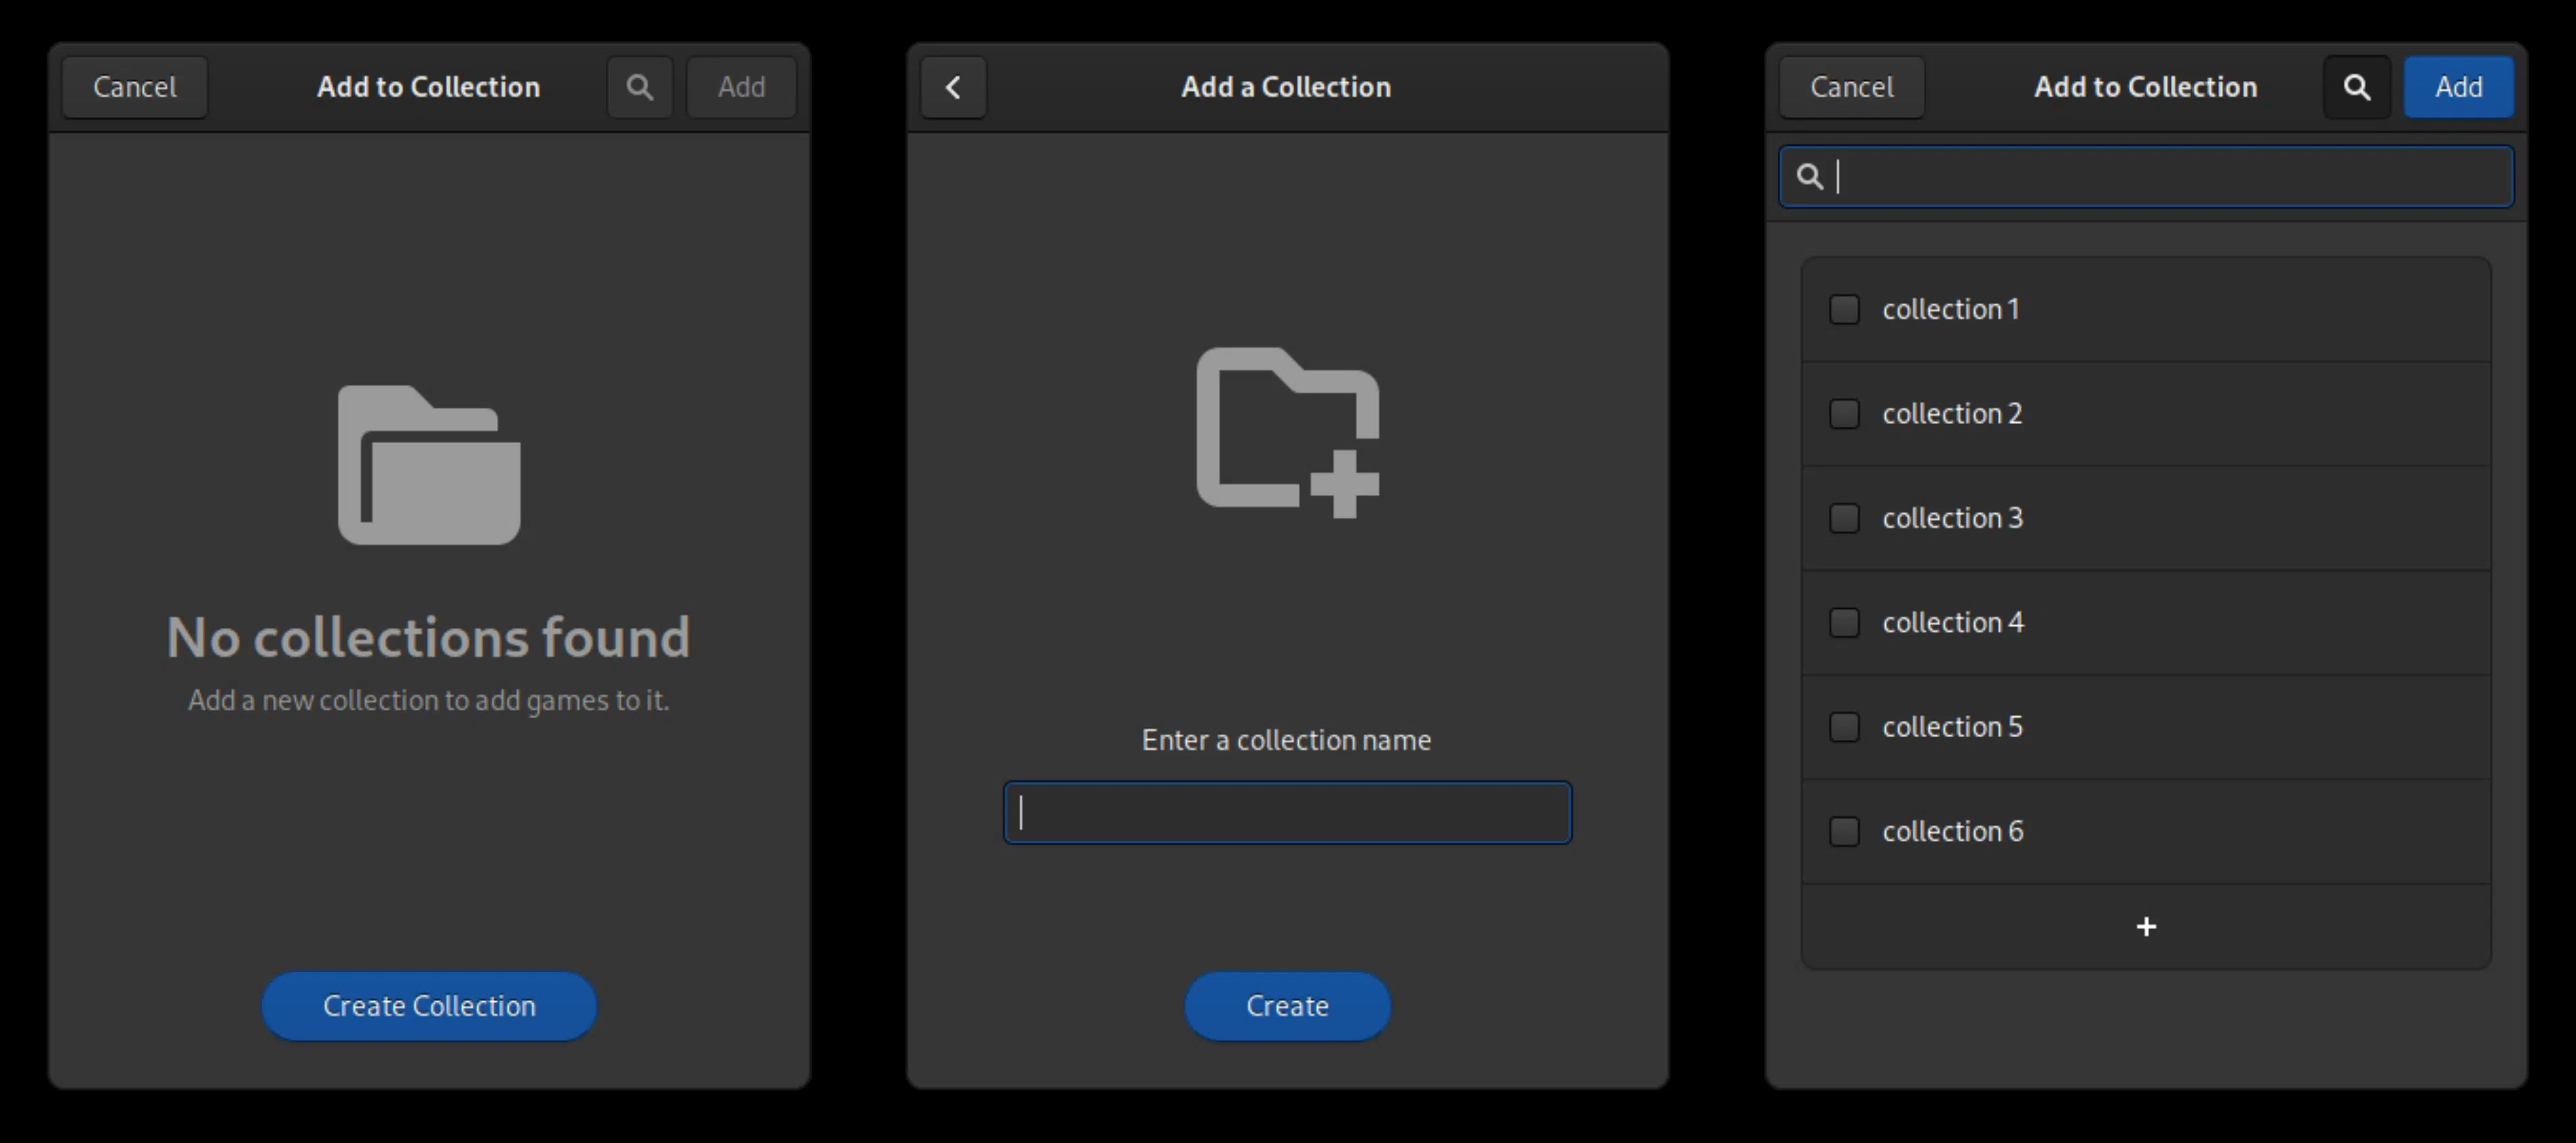 Cancel
Add to Collection
Add
No collections found
Add a new collection to add games to it.
Create Collection
Add a Collection
Enter a collection name
Create
Cancel
Add to Collection
Add
collection 1
collection 2
collection 3
collection 4
collection 5
collection 6
+